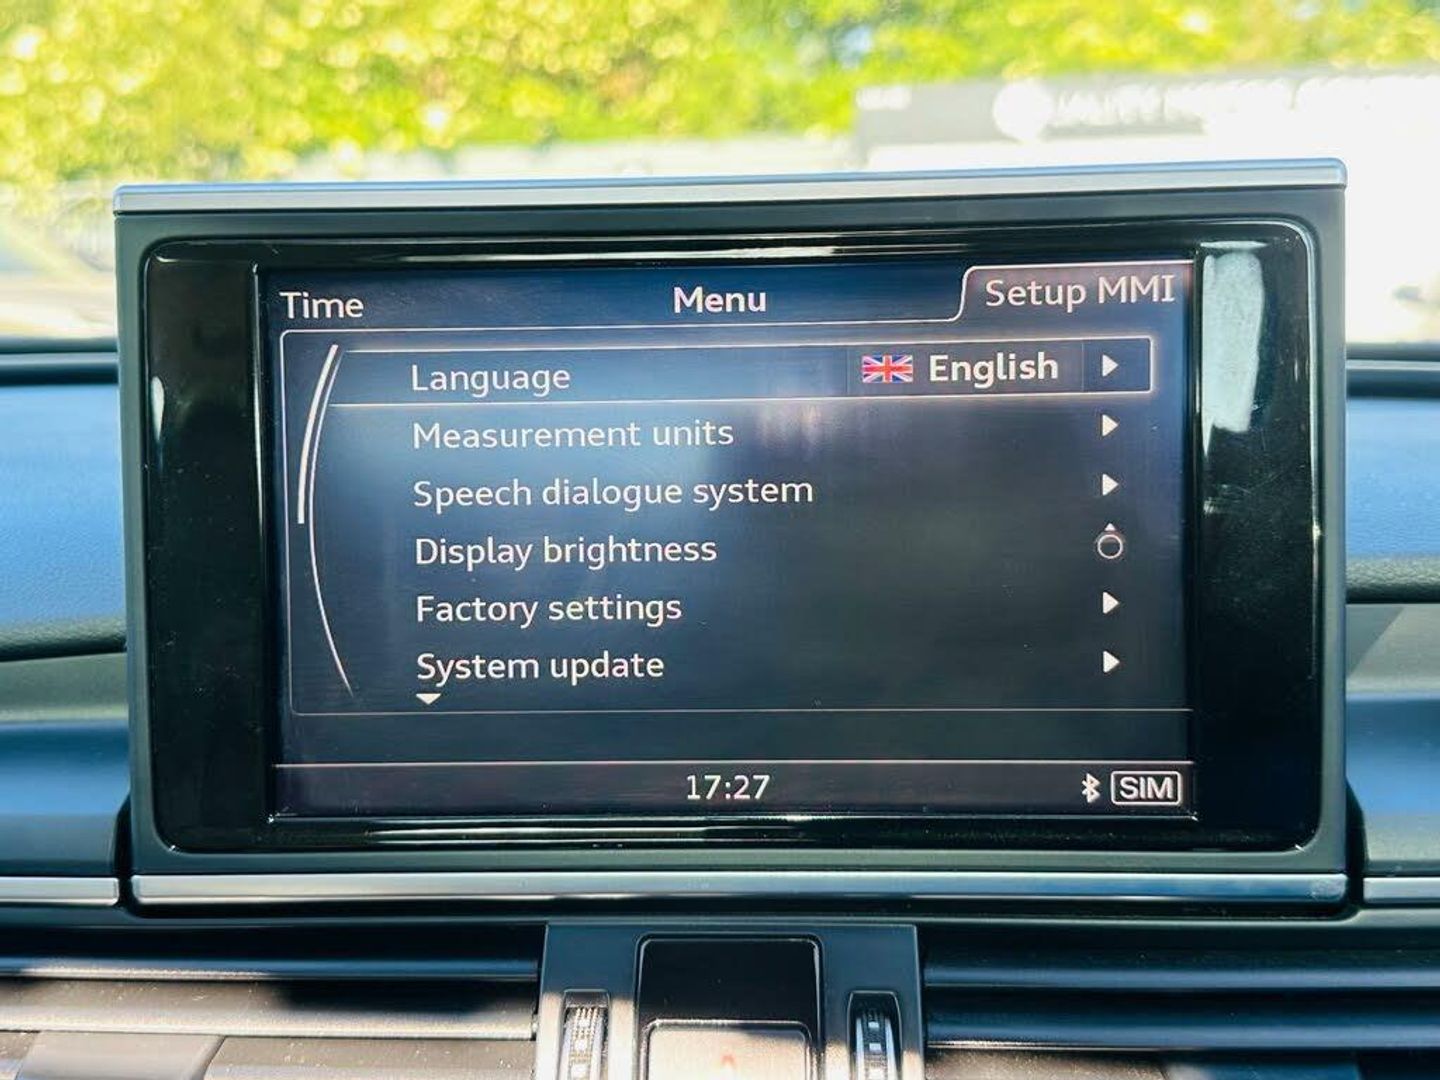 Time Menu Setup MMI
Language English
Measurement units
Speech dialogue system
Display brightness
Factory settings
System update
17:27 SIM